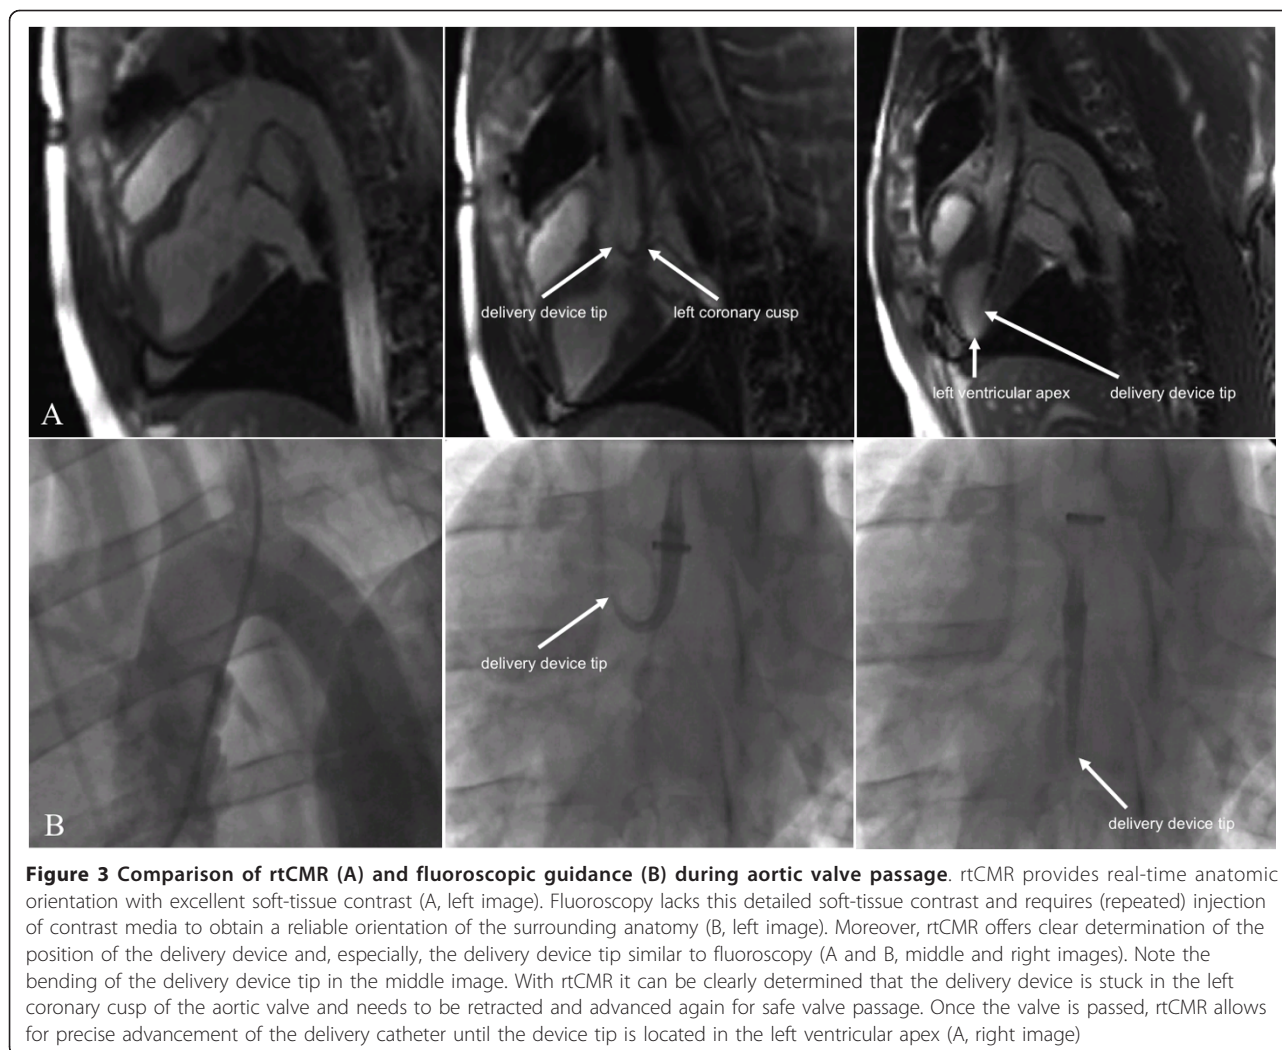 delivery device tip
left coronary cusp
left ventricular apex
delivery device tip
A
delivery device tip
delivery device tip
B
Figure 3 Comparison of rtCMR (A) and fluoroscopic guidance (B) during aortic valve passage. rtCMR provides real-time anatomic
orientation with excellent soft-tissue contrast (A, left image). Fluoroscopy lacks this detailed soft-tissue contrast and requires (repeated) injection
of contrast media to obtain a reliable orientation of the surrounding anatomy (B, left image). Moreover, rtCMR offers clear determination of the
position of the delivery device and, especially, the delivery device tip similar to fluoroscopy (A and B, middle and right images). Note the
bending of the delivery device tip in the middle image. With rtCMR it can be clearly determined that the delivery device is stuck in the left
coronary cusp of the aortic valve and needs to be retracted and advanced again for safe valve passage. Once the valve is passed, rtCMR allows
for precise advancement of the delivery catheter until the device tip is located in the left ventricular apex (A, right image)